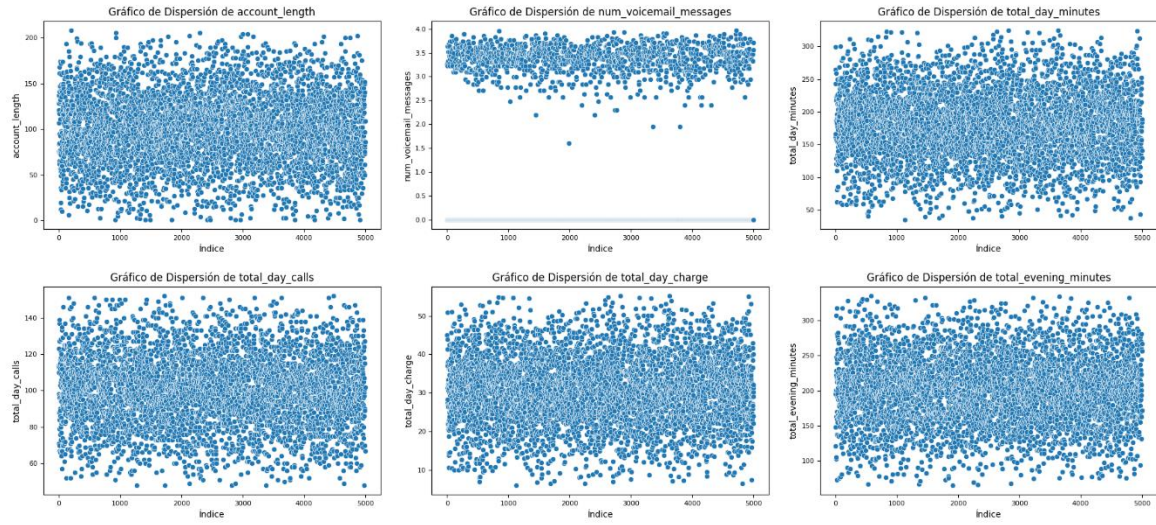 Gráfico de Dispersión de account_length
200
150
100
50
0
account_length
0 1000 2000 3000 4000 5000
Índice
Gráfico de Dispersión de num_voicemail_messages
4.0
3.5
3.0
2.5
2.0
1.5
1.0
0.5
0.0
num_voicemail_messages
0 1000 2000 3000 4000 5000
Índice
Gráfico de Dispersión de total_day_minutes
300
250
200
150
100
50
total_day_minutes
0 1000 2000 3000 4000 5000
Índice
Gráfico de Dispersión de total_day_calls
140
120
100
80
60
total_day_calls
0 1000 2000 3000 4000 5000
Índice
Gráfico de Dispersión de total_day_charge
50
40
30
20
10
total_day_charge
0 1000 2000 3000 4000 5000
Índice
Gráfico de Dispersión de total_evening_minutes
300
250
200
150
100
total_evening_minutes
0 1000 2000 3000 4000 5000
Índice